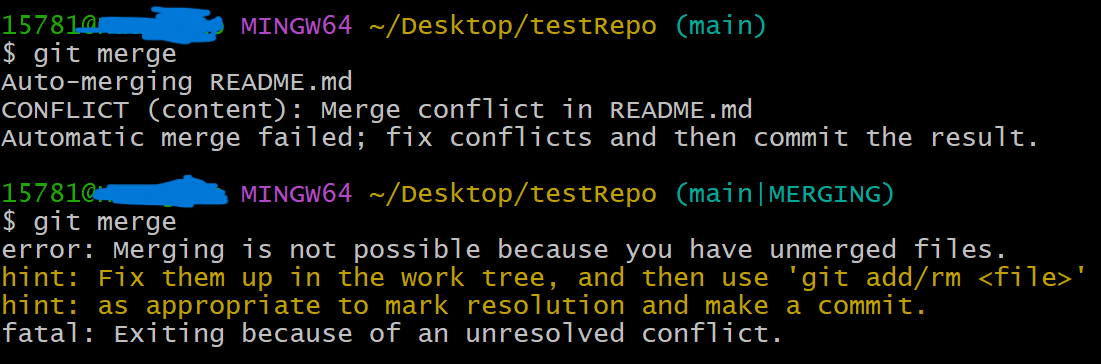 15781@ MINGW64 ~/Desktop/testRepo (main)
$ git merge
Auto-merging README.md
CONFLICT (content): Merge conflict in README.md
Automatic merge failed; fix conflicts and then commit the result.
15781@ MINGW64 ~/Desktop/testRepo (main|MERGING)
$ git merge
error: Merging is not possible because you have unmerged files.
hint: Fix them up in the work tree, and then use 'git add/rm <file>'
hint: as appropriate to mark resolution and make a commit.
fatal: Exiting because of an unresolved conflict.